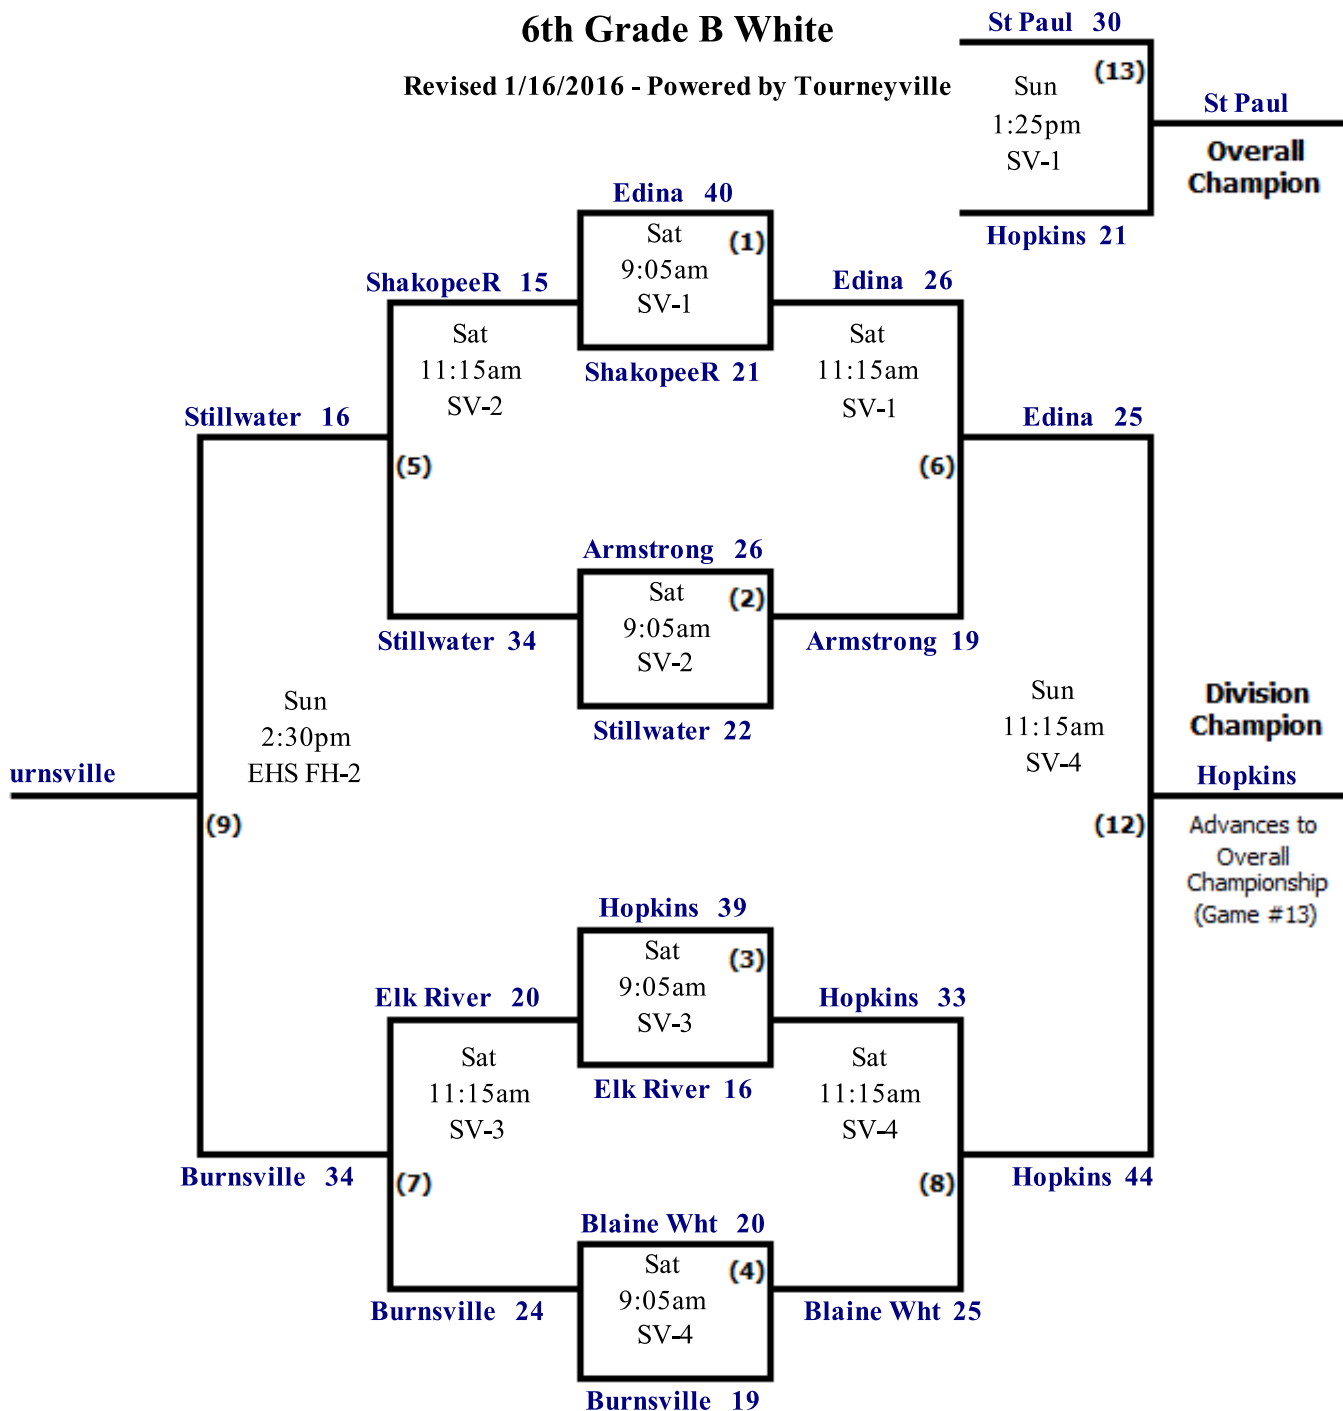 6th Grade B White
Revised 1/16/2016 - Powered by Tourneyville
St Paul 30
(13)
Sun
1:25pm
SV-1
Hopkins 21
St Paul
Overall
Champion
Edina 40
Sat
(1)
9:05am
SV-1
ShakopeeR 21
ShakopeeR 15
Sat
11:15am
SV-2
(5)
Edina 26
Sat
11:15am
SV-1
(6)
Stillwater 16
Edina 25
Armstrong 26
Sat
(2)
9:05am
SV-2
Stillwater 22
Stillwater 34
Armstrong 19
Sun
2:30pm
EHS FH-2
(9)
urnsville
Sun
11:15am
SV-4
(12)
Division
Champion
Hopkins
Advances to
Overall
Championship
(Game #13)
Hopkins 39
Sat
(3)
9:05am
SV-3
Elk River 16
Elk River 20
Sat
11:15am
SV-3
(7)
Hopkins 33
Sat
11:15am
SV-4
(8)
Burnsville 34
Hopkins 44
Blaine Wht 20
Sat
(4)
9:05am
SV-4
Burnsville 19
Burnsville 24
Blaine Wht 25